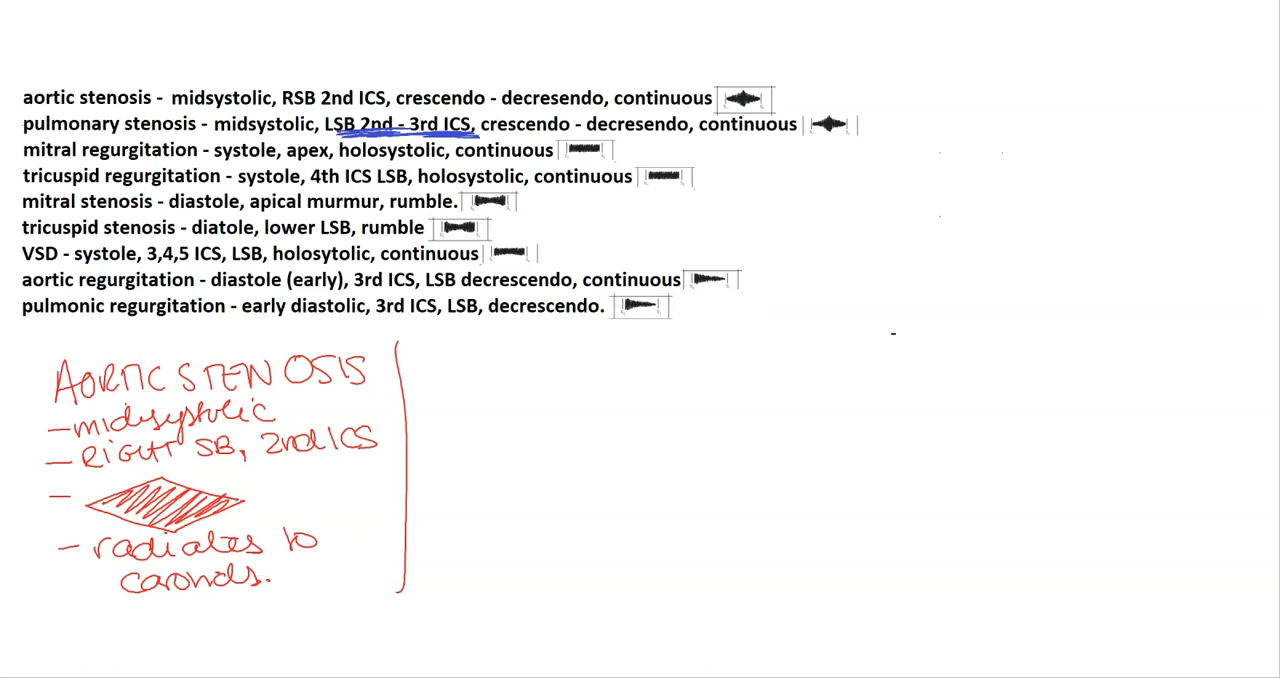 aortic stenosis - midsystolic, RSB 2nd ICS, crescendo - decresendo, continuous
pulmonary stenosis - midsystolic, LSB 2nd - 3rd ICS, crescendo - decresendo, continuous
mitral regurgitation - systole, apex, holosystolic, continuous
tricuspid regurgitation - systole, 4th ICS LSB, holosystolic, continuous
mitral stenosis - diastole, apical murmur, rumble.
tricuspid stenosis - diatole, lower LSB, rumble
VSD - systole, 3,4,5 ICS, LSB, holosytolic, continuous
aortic regurgitation - diastole (early), 3rd ICS, LSB decrescendo, continuous
pulmonic regurgitation - early diastolic, 3rd ICS, LSB, decrescendo.
AORTIC STENOSIS
- midsystolic
- RIGHT SB, 2nd ICS
-
- radiates to
carotids.